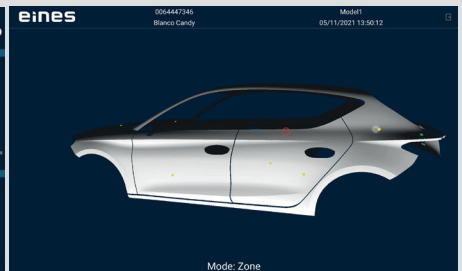 eines
0064447346
Blanco Candy
Model1
05/11/2021 13:50:12
Mode: Zone